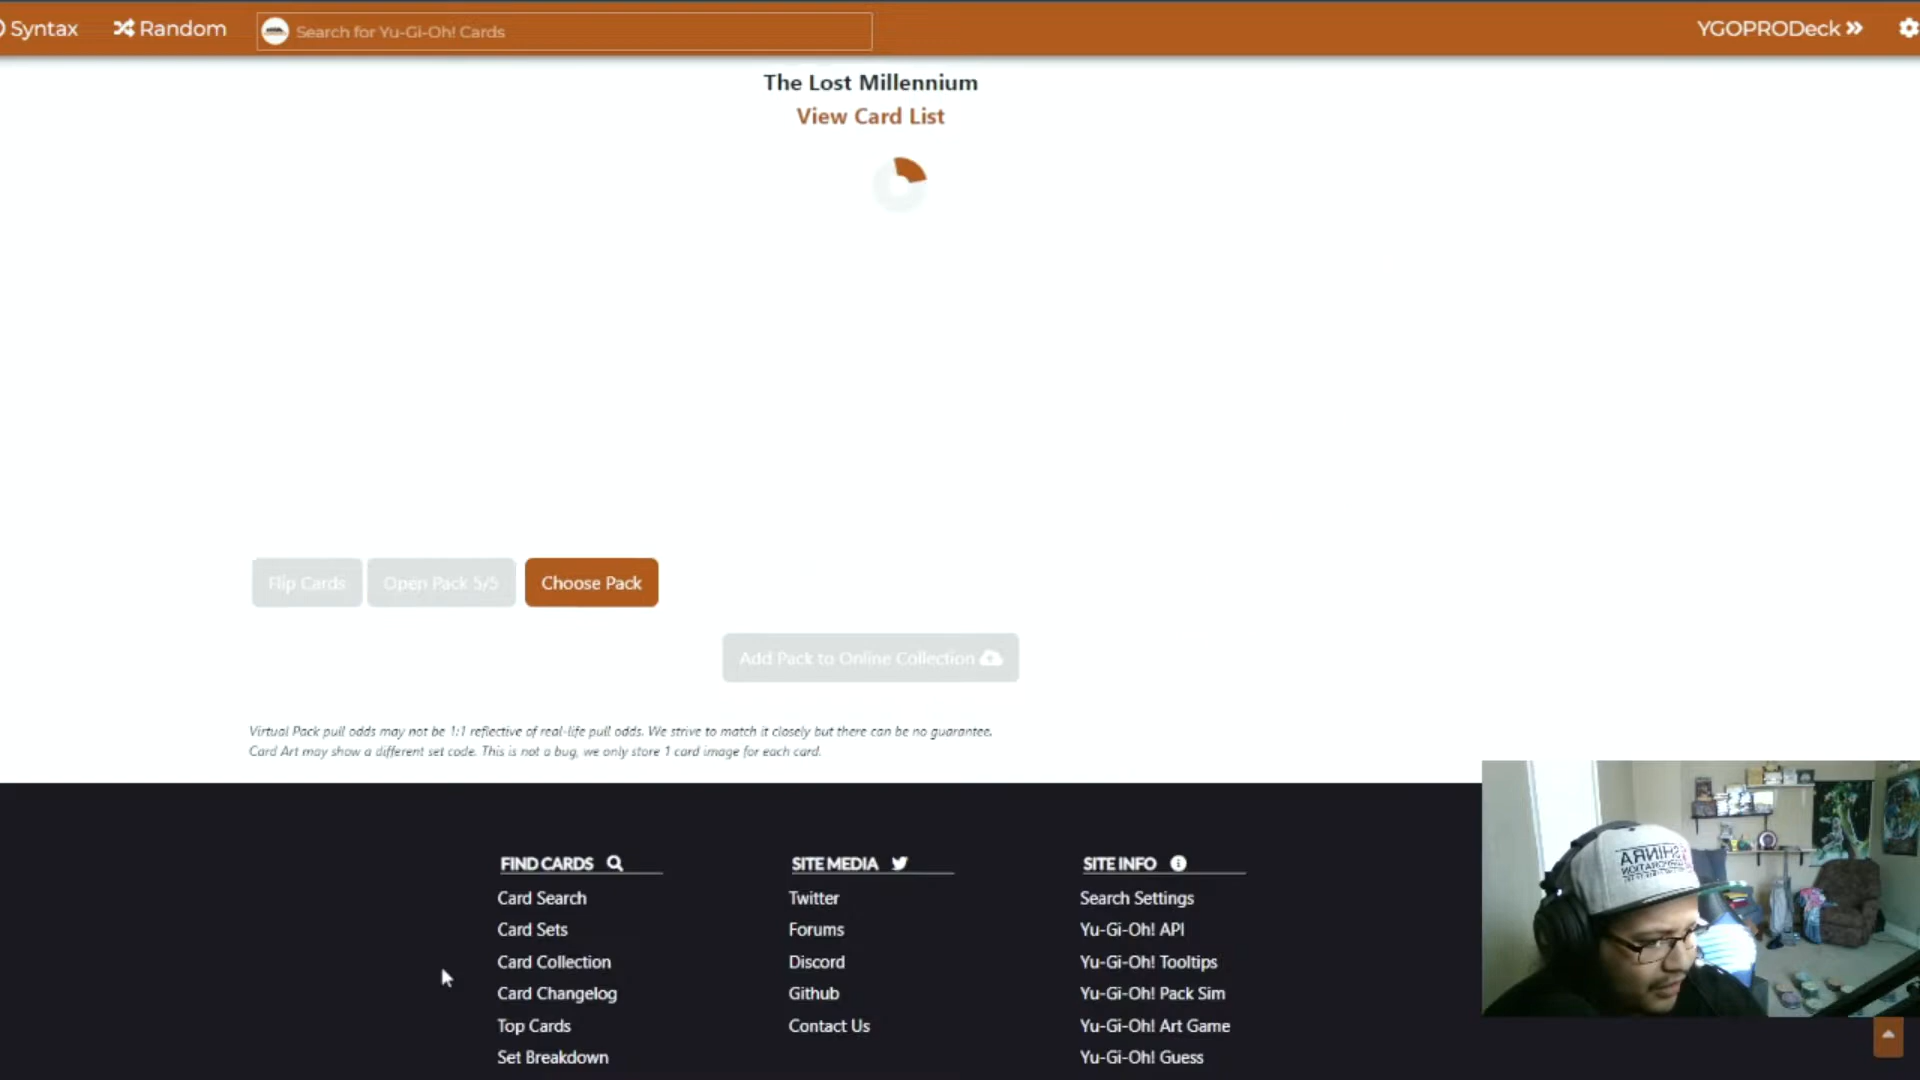 Syntax
Random
Search for Yu-Gi-Oh! Cards
YGOPRODeck
The Lost Millennium
View Card List
Flip Cards
Open Pack 5/5
Choose Pack
Add Pack to Online Collection
Virtual Pack pull odds may not be 1:1 reflective of real-life pull odds. We strive to match it closely but there can be no guarantee.
Card Art may show a different set code. This is not a bug, we only store 1 card image for each card.
FIND CARDS
Card Search
Card Sets
Card Collection
Card Changelog
Top Cards
Set Breakdown
SITE MEDIA
Twitter
Forums
Discord
Github
Contact Us
SITE INFO
Search Settings
Yu-Gi-Oh! API
Yu-Gi-Oh! Tooltips
Yu-Gi-Oh! Pack Sim
Yu-Gi-Oh! Art Game
Yu-Gi-Oh! Guess
SHINRA